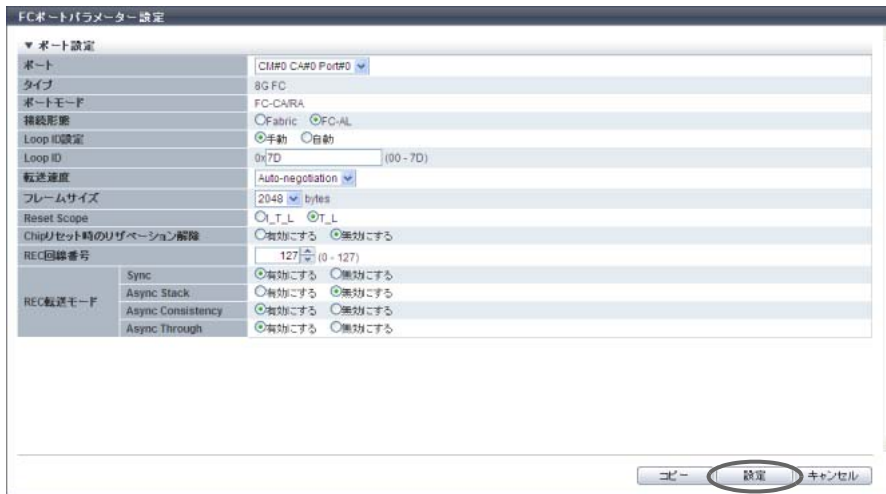 FCポートパラメーター設定
▼ ポート設定
ポート CM#0 CA#0 Port#0
タイプ 8G FC
ポートモード FC-CA/RA
接続形態 Fabric FC-AL
Loop ID設定 手動 自動
Loop ID 0x 7D (00 - 7D)
転送速度 Auto-negotiation
フレームサイズ 2048 bytes
Reset Scope I_T_L T_L
Chipリセット時のリザベーション解除 有効にする 無効にする
REC回線番号 127 (0 - 127)
REC転送モード
Sync 有効にする 無効にする
Async Stack 有効にする 無効にする
Async Consistency 有効にする 無効にする
Async Through 有効にする 無効にする
コピー 設定 キャンセル